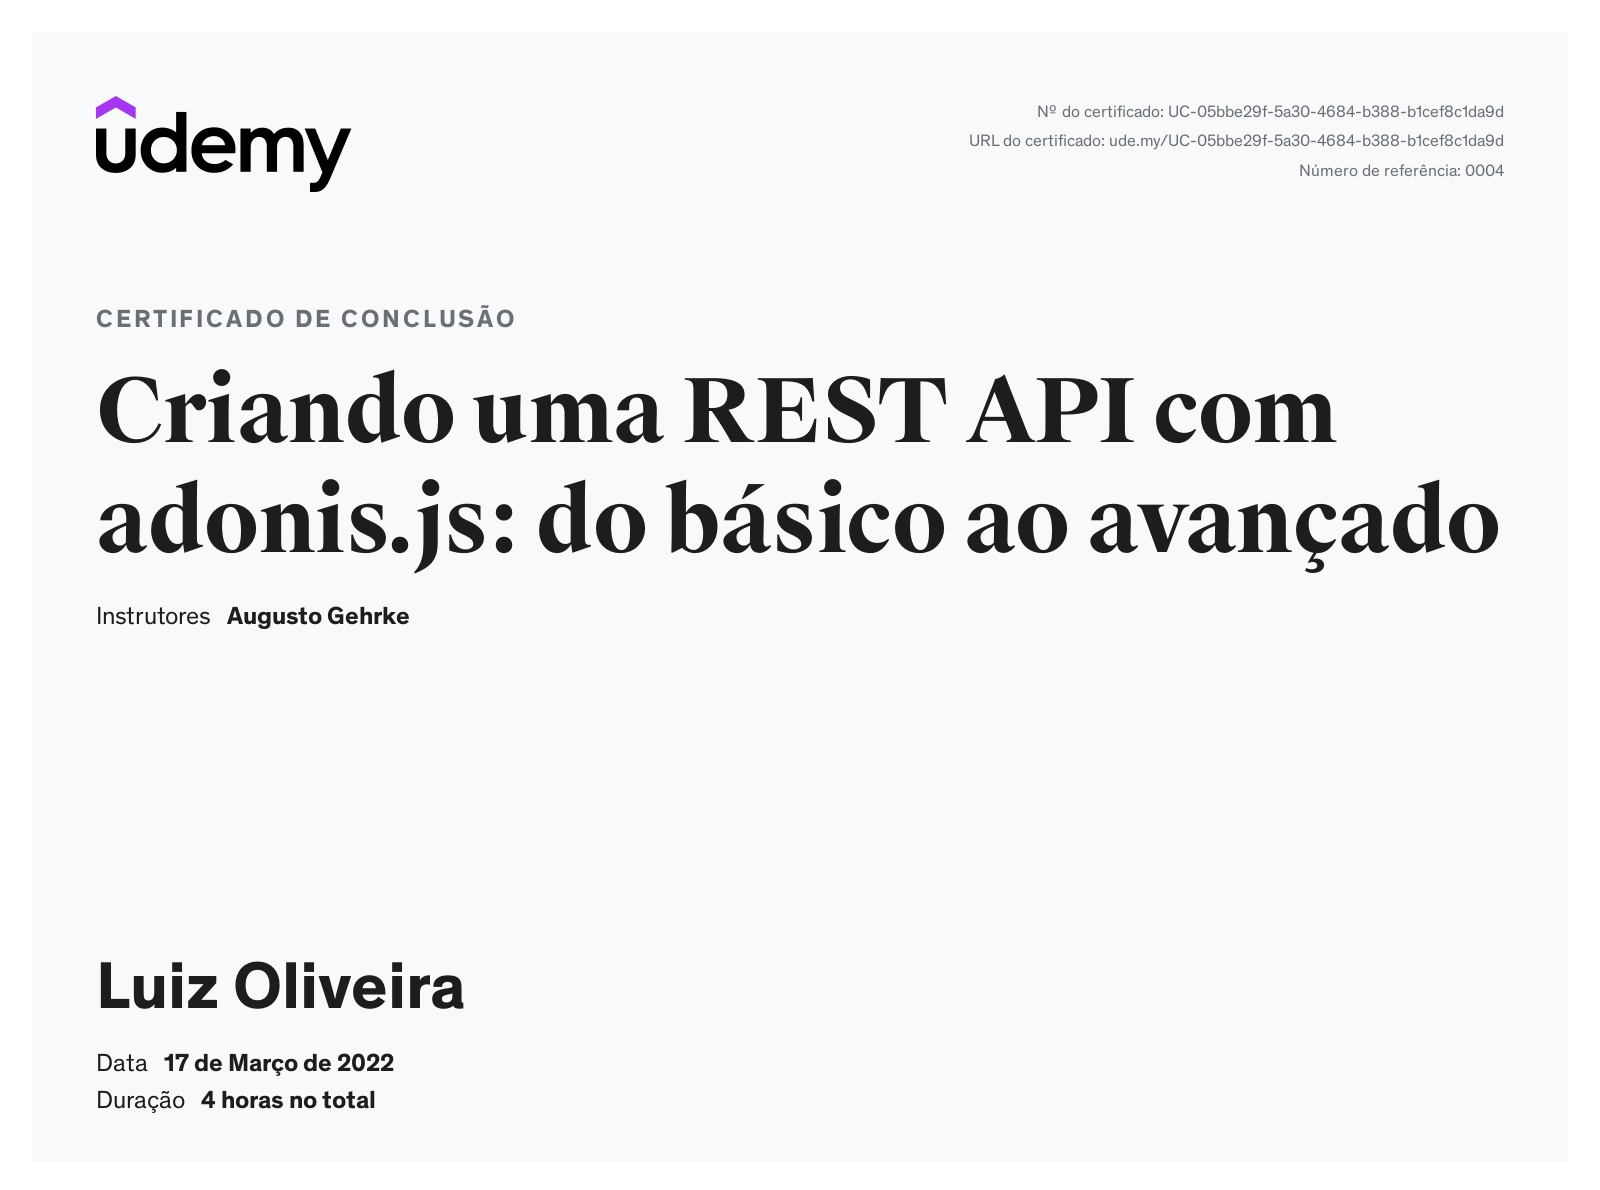 udemy
Nº do certificado: UC-05bbe29f-5a30-4684-b388-b1cef8c1da9d
URL do certificado: ude.my/UC-05bbe29f-5a30-4684-b388-b1cef8c1da9d
Número de referência: 0004
CERTIFICADO DE CONCLUSÃO
Criando uma REST API com
adonis.js: do básico ao avançado
Instrutores Augusto Gehrke
Luiz Oliveira
Data 17 de Março de 2022
Duração 4 horas no total